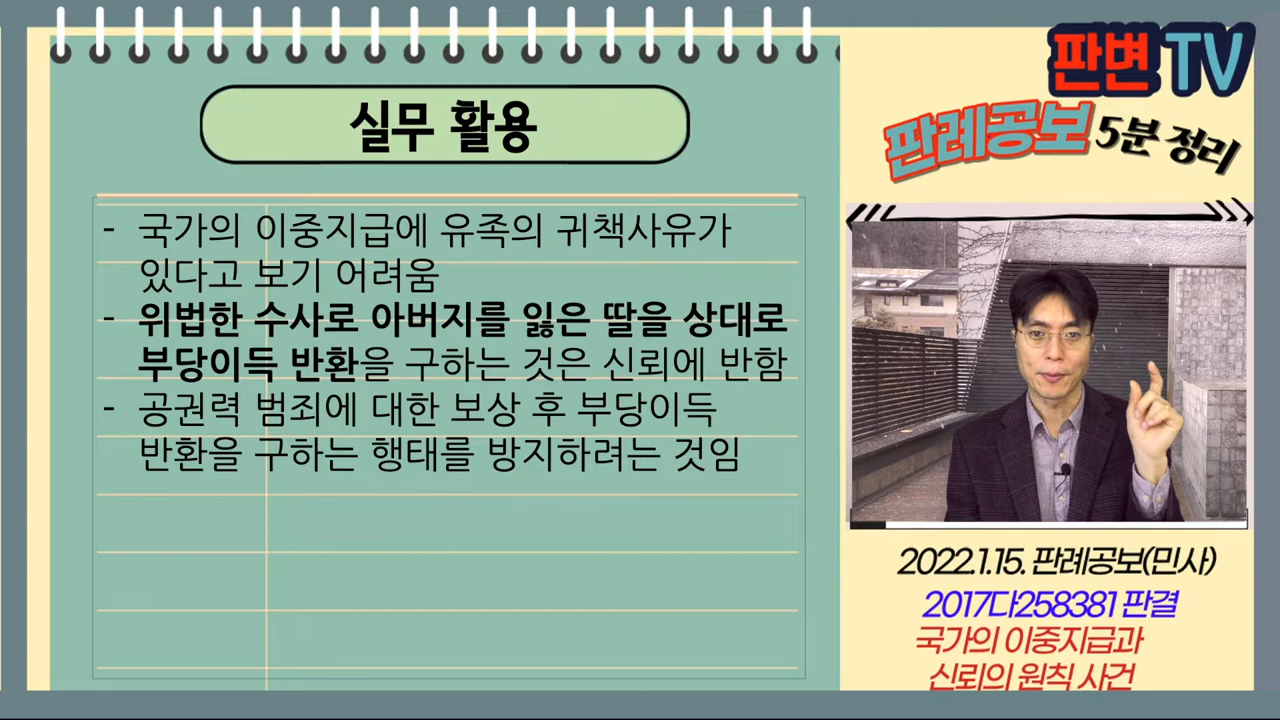 실무 활용
- 국가의 이중지급에 유족의 귀책사유가
있다고 보기 어려움
- 위법한 수사로 아버지를 잃은 딸을 상대로
부당이득 반환을 구하는 것은 신뢰에 반함
- 공권력 범죄에 대한 보상 후 부당이득
반환을 구하는 행태를 방지하려는 것임
판변 TV
판례공보 5분 정리
2022.1.15. 판례공보(민사)
2017다258381 판결
국가의 이중지급과
신뢰의 원칙 사건